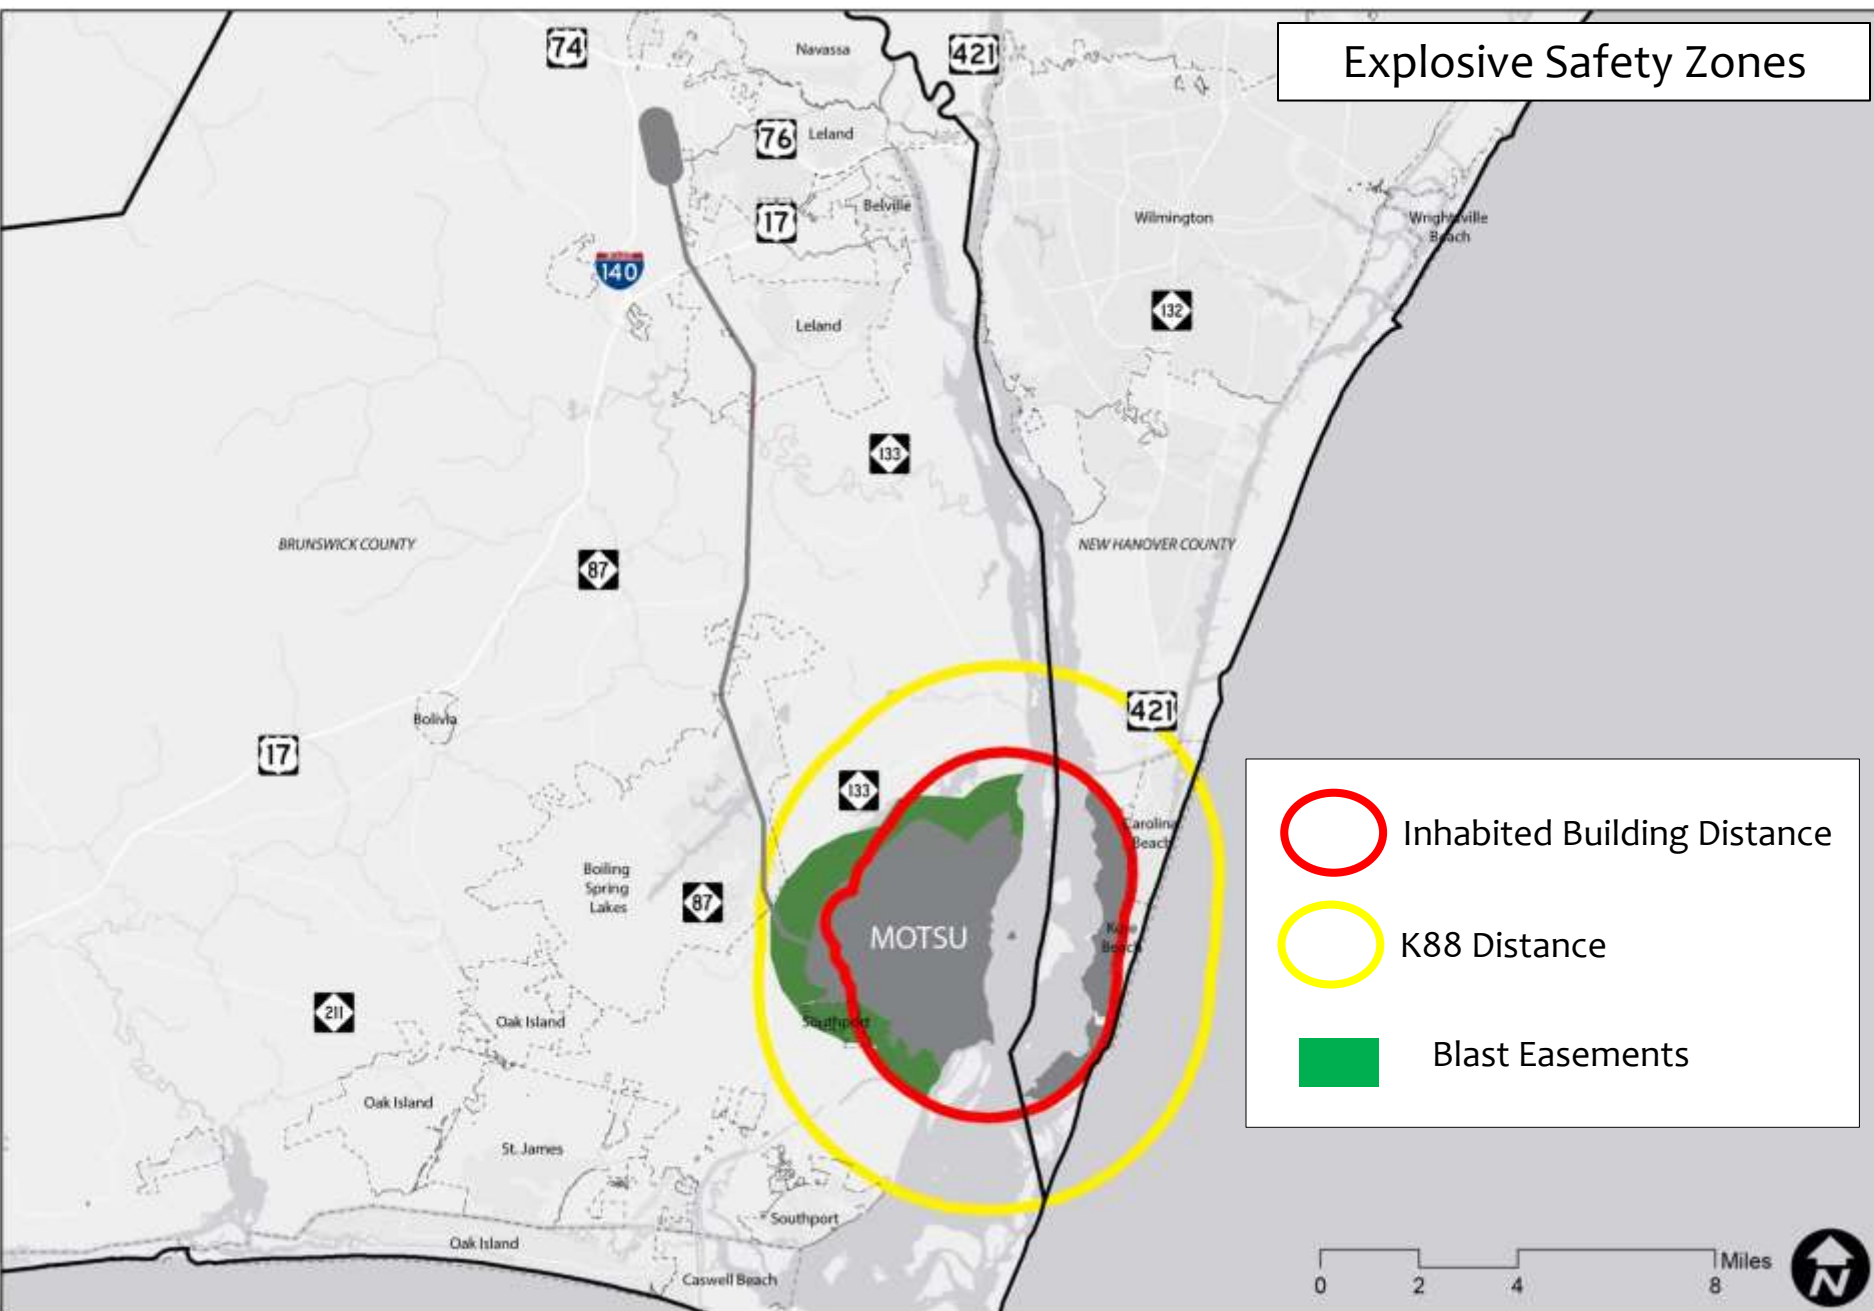 Explosive Safety Zones
74
Navassa
421
76
Leland
17
Belville
Wilmington
Wrightsville
Beach
140
132
Leland
133
BRUNSWICK COUNTY
NEW HANOVER COUNTY
87
Bolivia
17
421
133
Carolina
Beach
Boiling
Spring
Lakes
87
MOTSU
Kure
Beach
211
Oak Island
Southport
Oak Island
St. James
Southport
Oak Island
Caswell Beach
Inhabited Building Distance
K88 Distance
Blast Easements
Miles
0 2 4 8
N